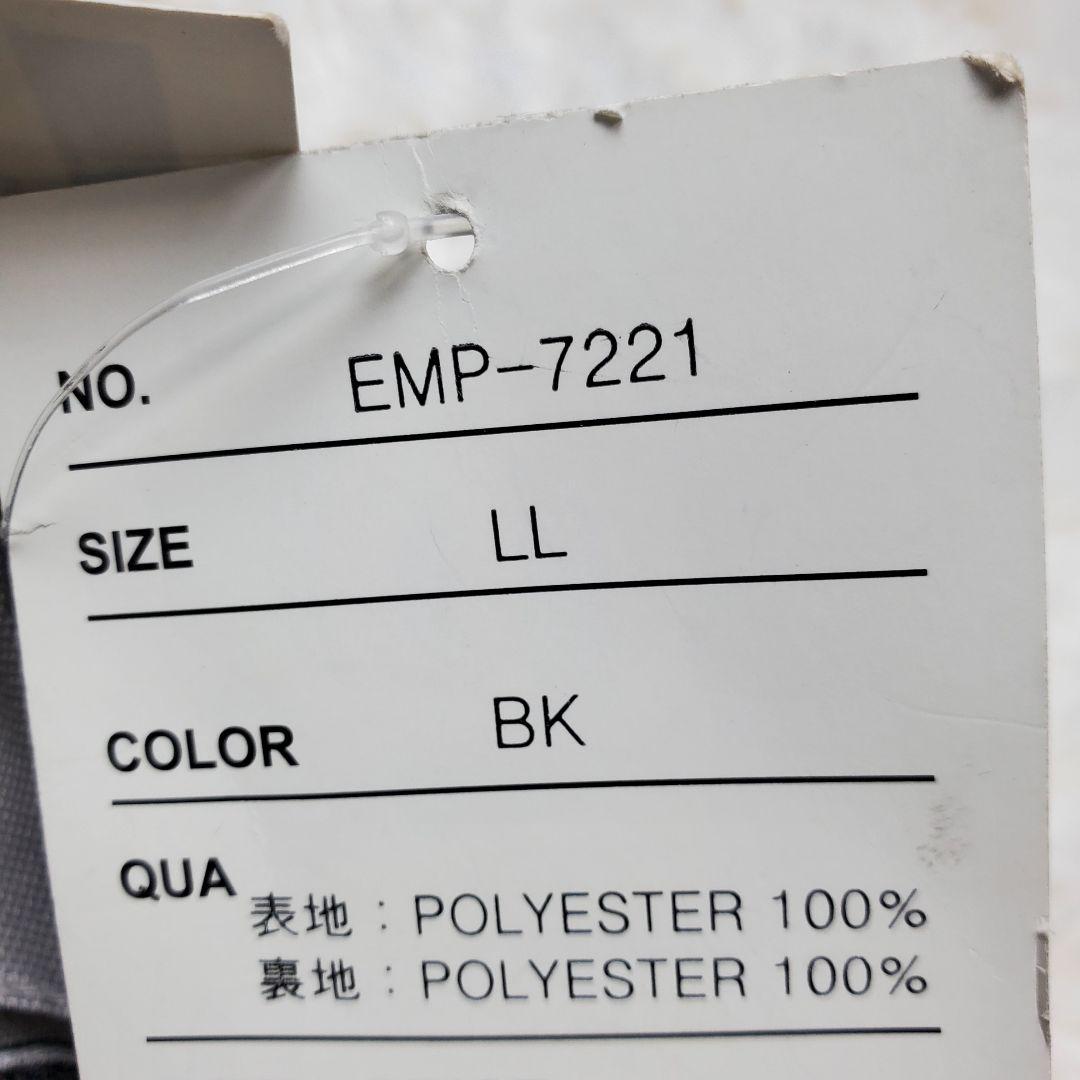 NO. EMP-7221
SIZE LL
COLOR BK
QUA
表地：POLYESTER 100%
裏地：POLYESTER 100%